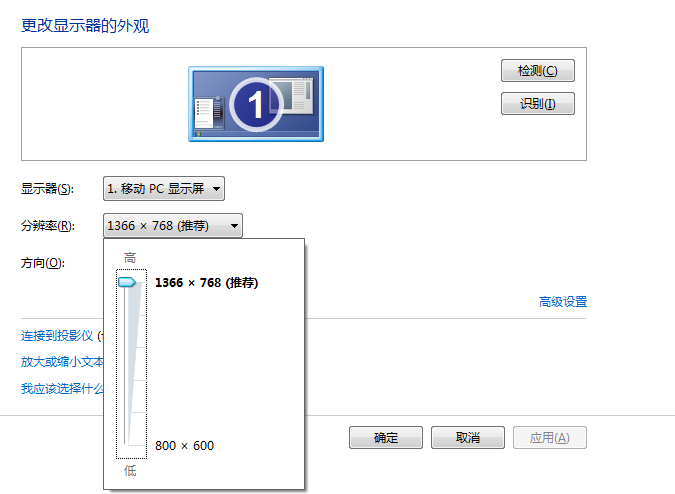 更改显示器的外观
1
检测(C)
识别(I)
显示器(S):
1. 移动 PC 显示屏
分辨率(R):
1366 × 768 (推荐)
高
1366 × 768 (推荐)
方向(O):
高级设置
连接到投影仪
放大或缩小文本
我应该选择什么
800 × 600
低
确定
取消
应用(A)